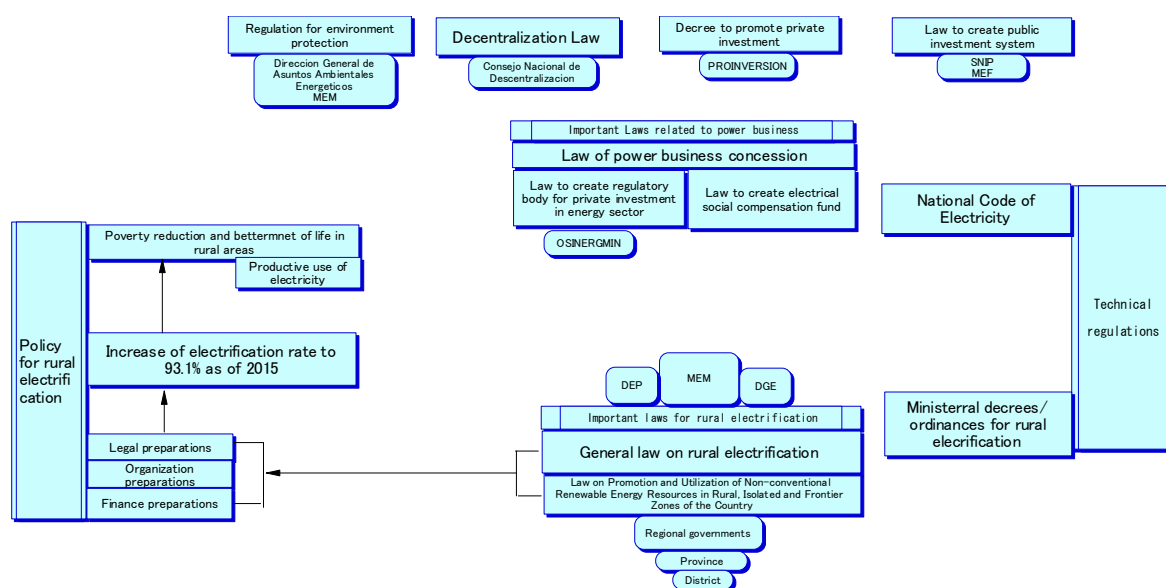 Regulation for environment
protection
Direccion General de
Asuntos Ambientales
Energeticos
MEM
Decentralization Law
Consejo Nacional de
Descentralizacion
Decree to promote private
investment
PROINVERSION
Law to create public
investment system
SNIP
MEF
Important Laws related to power business
Law of power business concession
Law to create regulatory
body for private investment
in energy sector
Law to create electrical
social compensation fund
OSINERGMIN
National Code of
Electricity
Technical
regulations
Ministerral decrees/
ordinances for rural
elecrification
Policy
for rural
electrifi
cation
Poverty reduction and bettermnet of life in
rural areas
Productive use of
electricity
Increase of electrification rate to
93.1% as of 2015
Legal preparations
Organization
preparations
Finance preparations
DEP
MEM
DGE
Important laws for rural electrification
General law on rural electrification
Law on Promotion and Utilization of Non-conventional
Renewable Energy Resources in Rural, Isolated and Frontier
Zones of the Country
Regional governments
Province
District